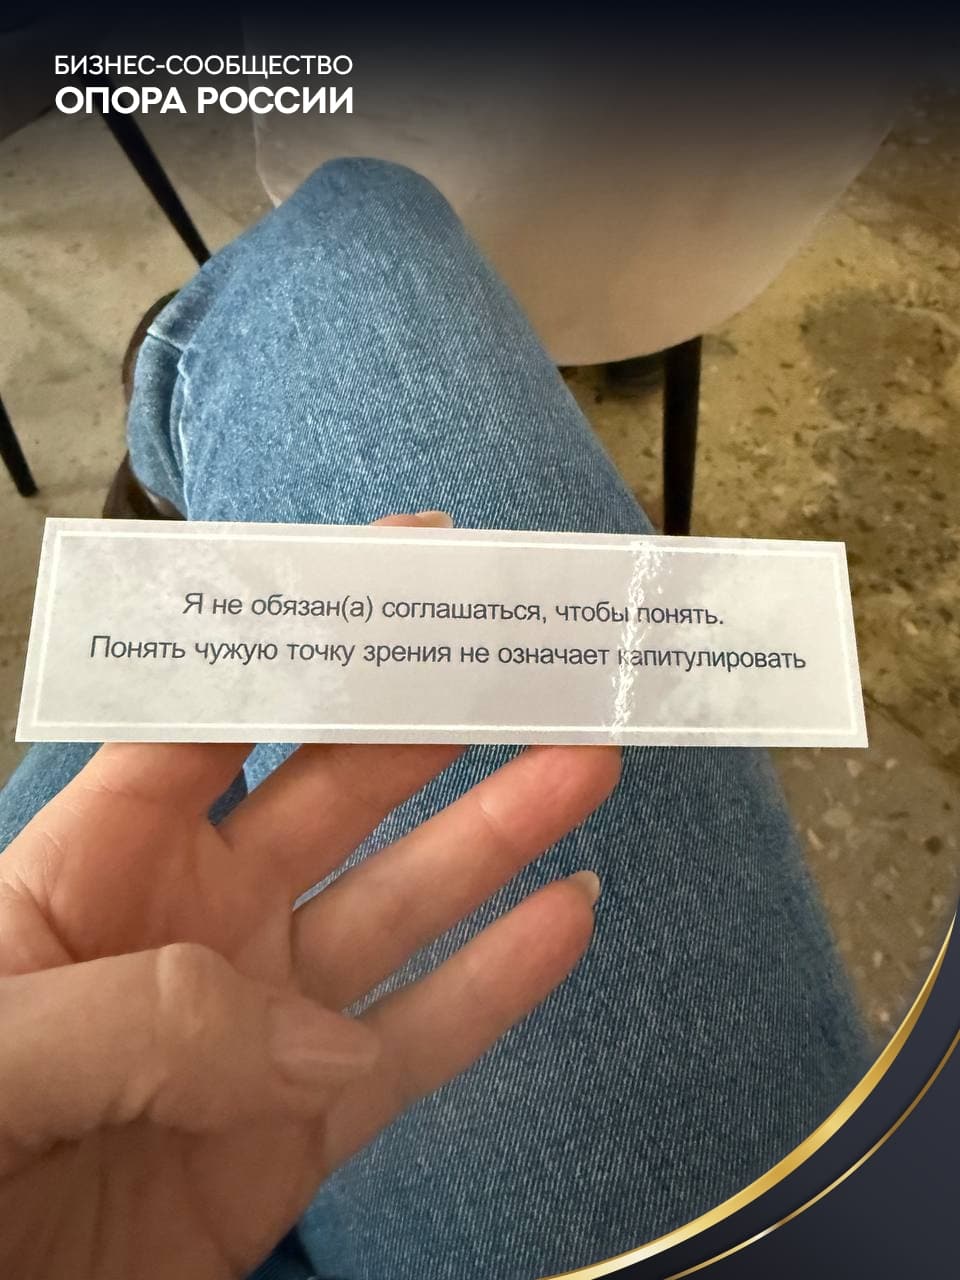 БИЗНЕС-СООБЩЕСТВО
ОПОРА РОССИИ
Я не обязан(а) соглашаться, чтобы понять.
Понять чужую точку зрения не означает капитулировать